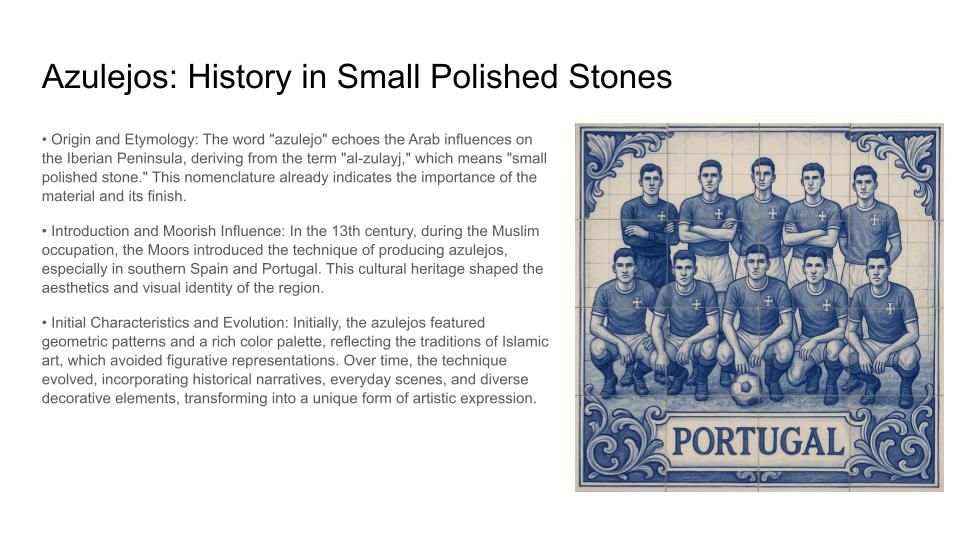 Azulejos: History in Small Polished Stones
• Origin and Etymology: The word "azulejo" echoes the Arab influences on
the Iberian Peninsula, deriving from the term "al-zulayj," which means "small
polished stone." This nomenclature already indicates the importance of the
material and its finish.
• Introduction and Moorish Influence: In the 13th century, during the Muslim
occupation, the Moors introduced the technique of producing azulejos,
especially in southern Spain and Portugal. This cultural heritage shaped the
aesthetics and visual identity of the region.
• Initial Characteristics and Evolution: Initially, the azulejos featured
geometric patterns and a rich color palette, reflecting the traditions of Islamic
art, which avoided figurative representations. Over time, the technique
evolved, incorporating historical narratives, everyday scenes, and diverse
decorative elements, transforming into a unique form of artistic expression.
PORTUGAL